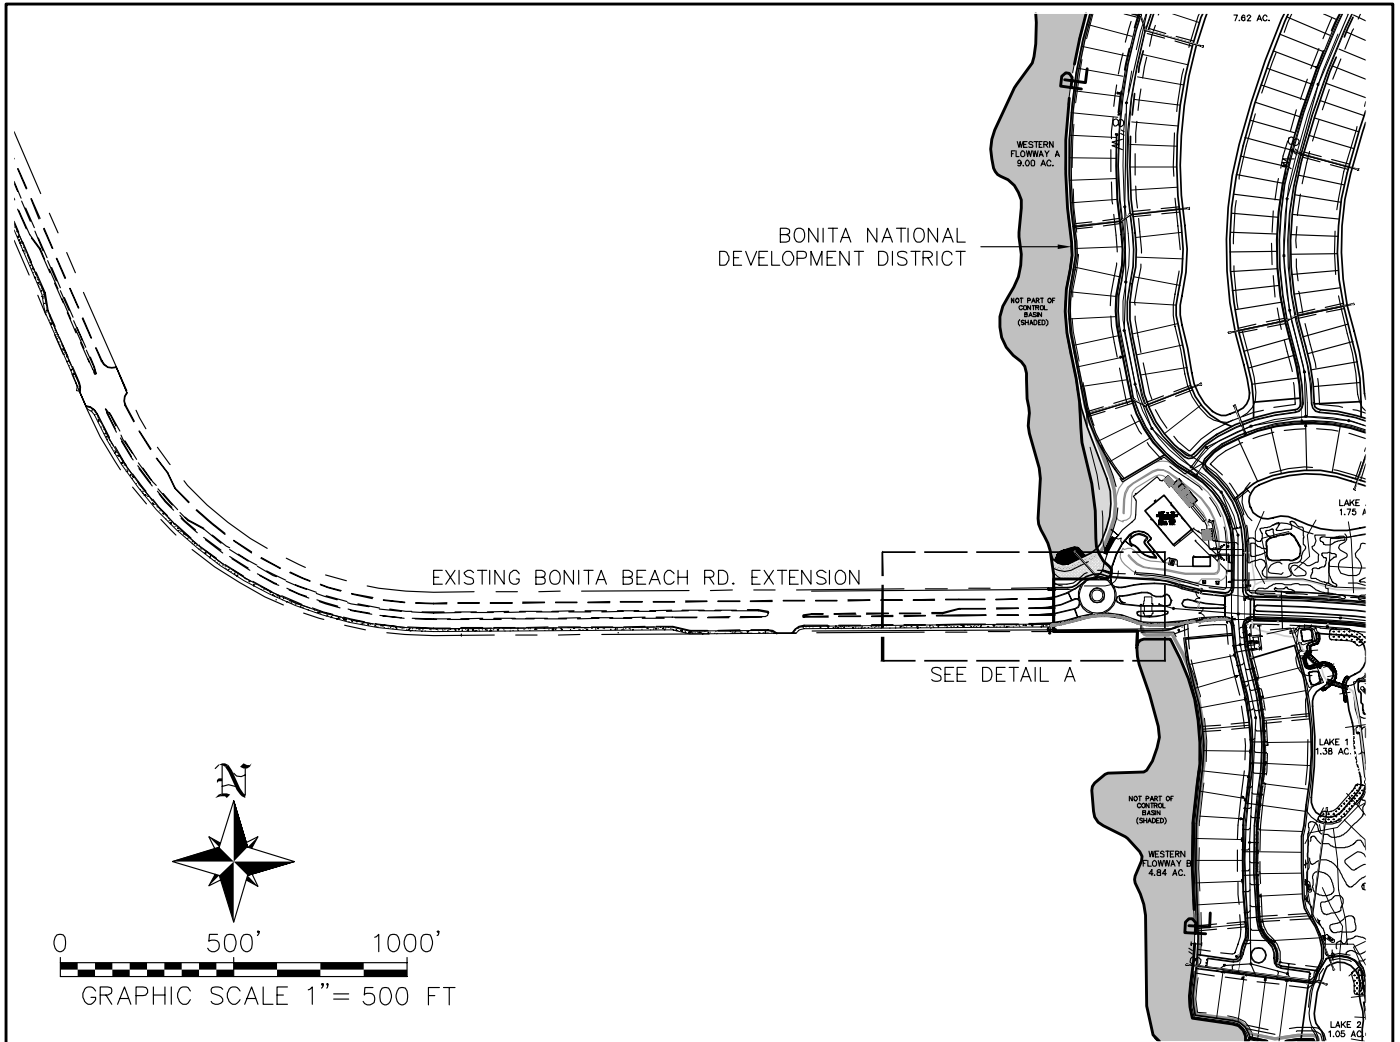 7.62 AC.
WESTERN
FLOWWAY A
9.00 AC.
BONITA NATIONAL
DEVELOPMENT DISTRICT
NOT PART OF
CONTROL
BASIN
(SHADED)
LAKE
1.75 A
EXISTING BONITA BEACH RD. EXTENSION
SEE DETAIL A
LAKE 1
1.38 AC.
NOT PART OF
CONTROL
BASIN
(SHADED)
WESTERN
FLOWWAY B
4.84 AC.
N
0 500' 1000'
GRAPHIC SCALE 1"= 500 FT
LAKE 2
1.05 AC